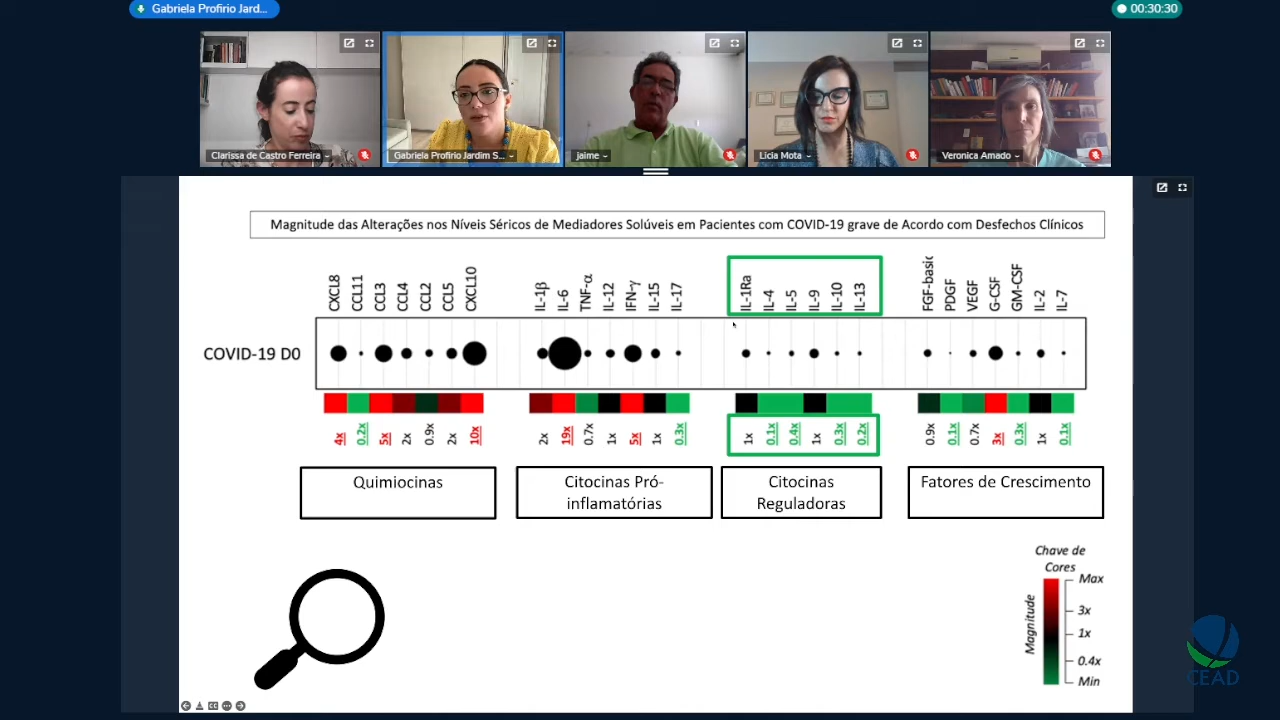 Gabriela Profirio Jard...
00:30:30
Clarissa de Castro Ferreira
Gabriela Profirio Jardim S...
jaime
Licia Mota
Veronica Amado
Magnitude das Alterações nos Níveis Séricos de Mediadores Solúveis em Pacientes com COVID-19 grave de Acordo com Desfechos Clínicos
CXCL8 CCL11 CCL3 CCL4 CCL2 CCL5 CXCL10 IL-1β IL-6 TNF-α IL-12 IFN-γ IL-15 IL-17 IL-1Ra IL-4 IL-5 IL-9 IL-10 IL-13 FGF-basic PDGF VEGF G-CSF GM-CSF IL-2 IL-7
COVID-19 D0
4x 0.2x 5x 2x 0.9x 2x 10x 2x 19x 0.7x 1x 5x 1x 0.3x 1x 0.1x 0.4x 1x 0.3x 0.2x 0.9x 0.1x 0.7x 3x 0.3x 1x 0.1x
Quimiocinas
Citocinas Pró-
inflamatórias
Citocinas
Reguladoras
Fatores de Crescimento
Chave de
Cores
Magnitude
Max
3x
1x
0.4x
Min
CEAD